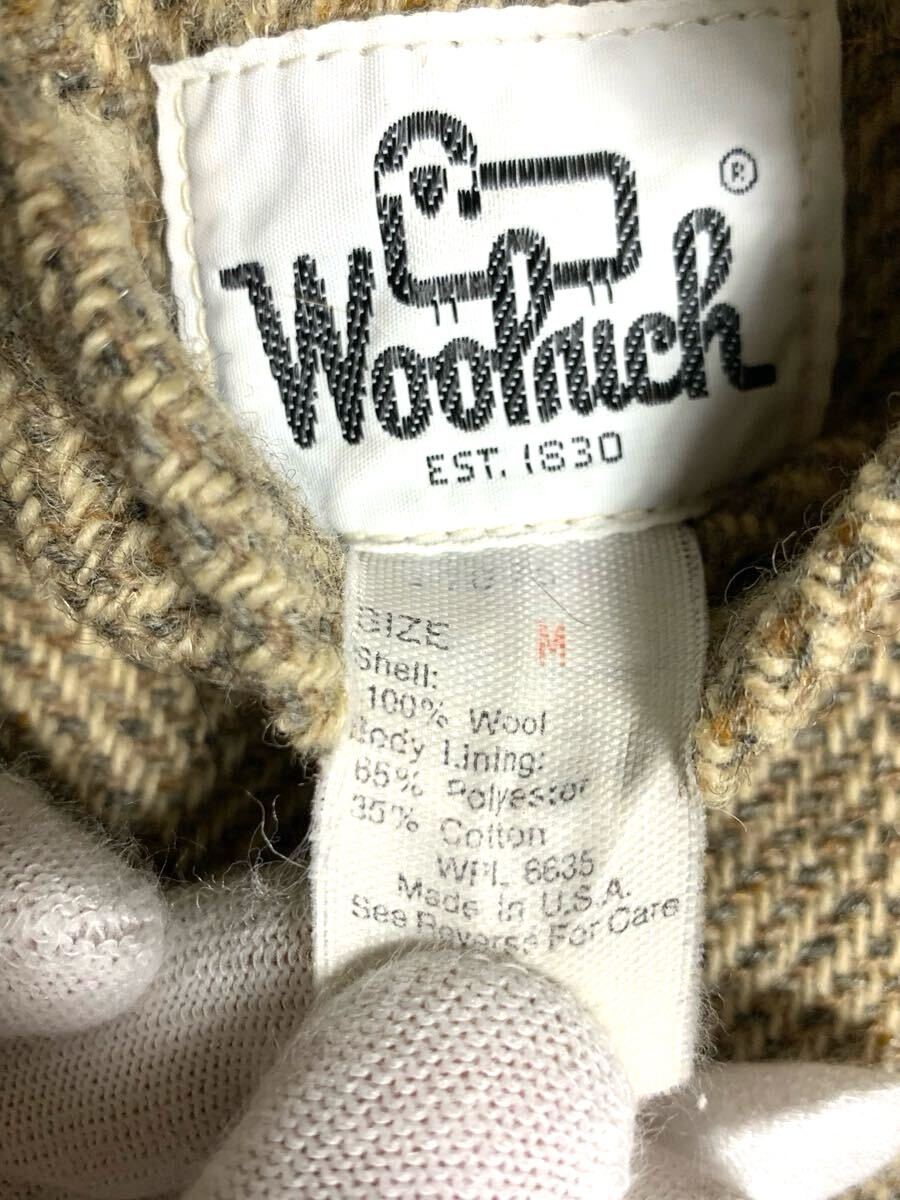 ®
Woolrich
EST. 1830
SIZE M
Shell:
100% Wool
Body Lining:
65% Polyester
35% Cotton
WPL 6635
Made in U.S.A.
See Reverse For Care